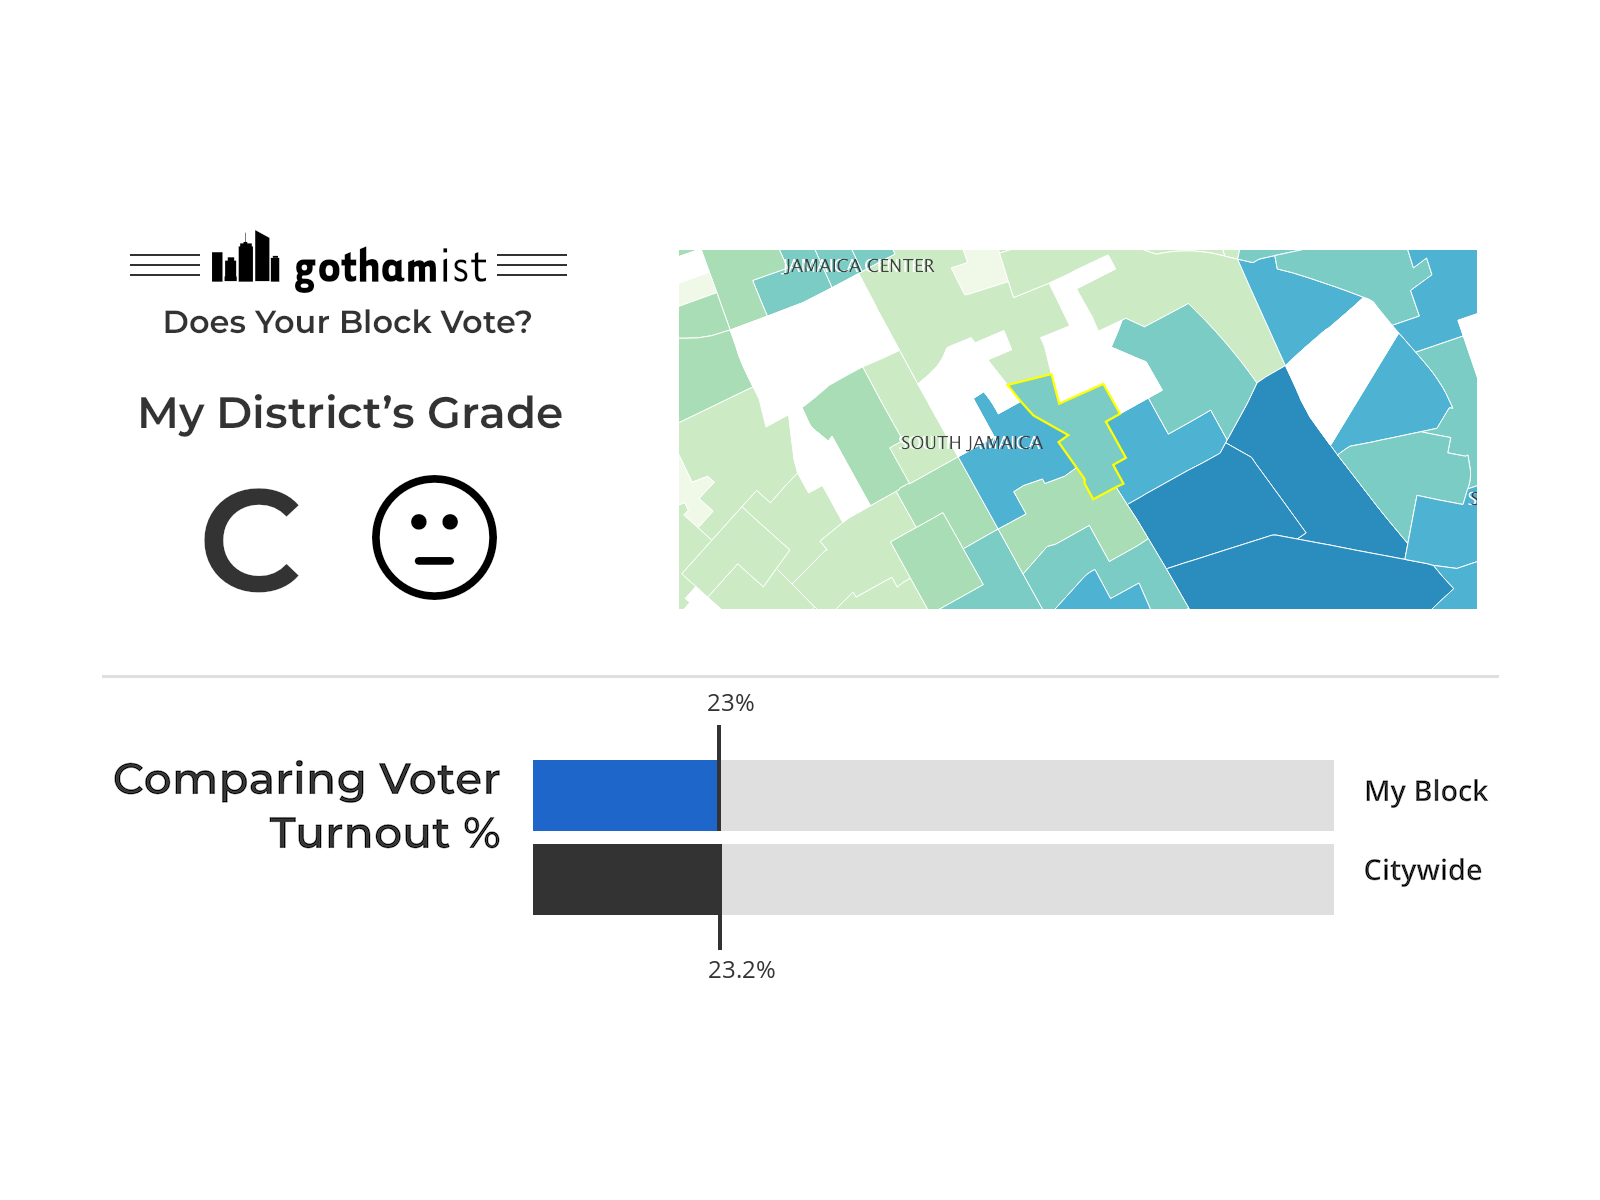 gothamist
Does Your Block Vote?
My District’s Grade
C
JAMAICA CENTER
SOUTH JAMAICA
S
23%
Comparing Voter
Turnout %
My Block
Citywide
23.2%